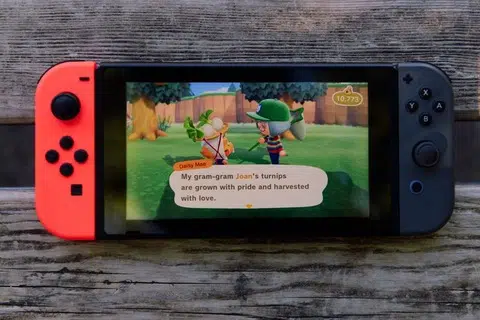 10,773
Daisy Mae
My gram-gram Joan's turnips
are grown with pride and harvested
with love.
X
Y
A
B